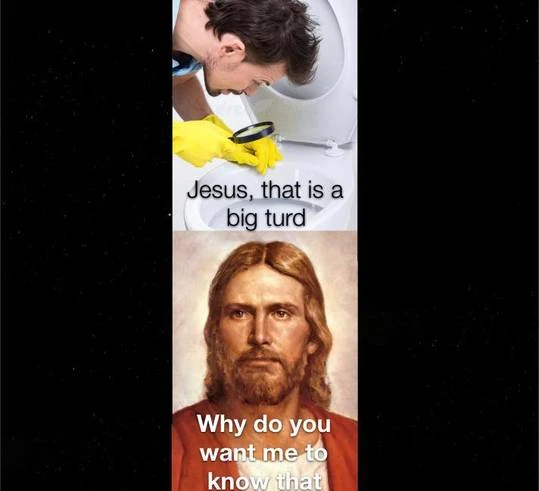 Jesus, that is a
big turd
Why do you
want me to
know that